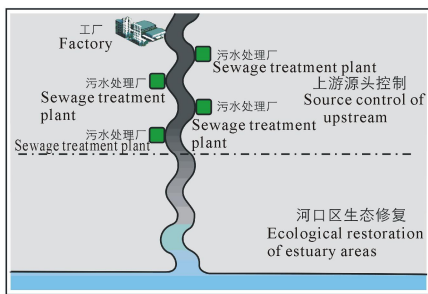 工厂
Factory
污水处理厂
Sewage treatment plant
污水处理厂
Sewage treatment
plant
上游源头控制
Source control of
upstream
污水处理厂
Sewage treatment
plant
污水处理厂
Sewage treatment plant
河口区生态修复
Ecological restoration
of estuary areas